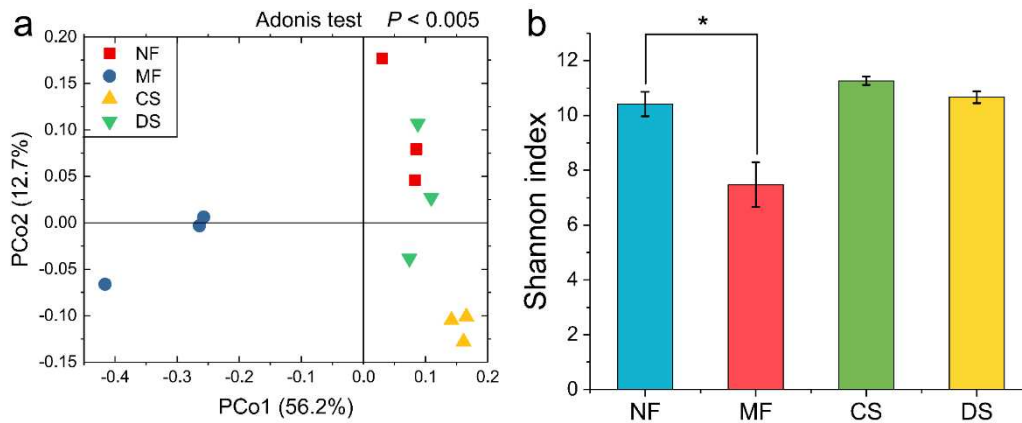 a
Adonis test P < 0.005
0.20
0.15
0.10
0.05
0.00
-0.05
-0.10
-0.15
NF
MF
CS
DS
PCo2 (12.7%)
-0.4 -0.3 -0.2 -0.1 0.0 0.1 0.2
PCo1 (56.2%)
b
14
12
10
8
6
4
2
0
*
Shannon index
NF MF CS DS